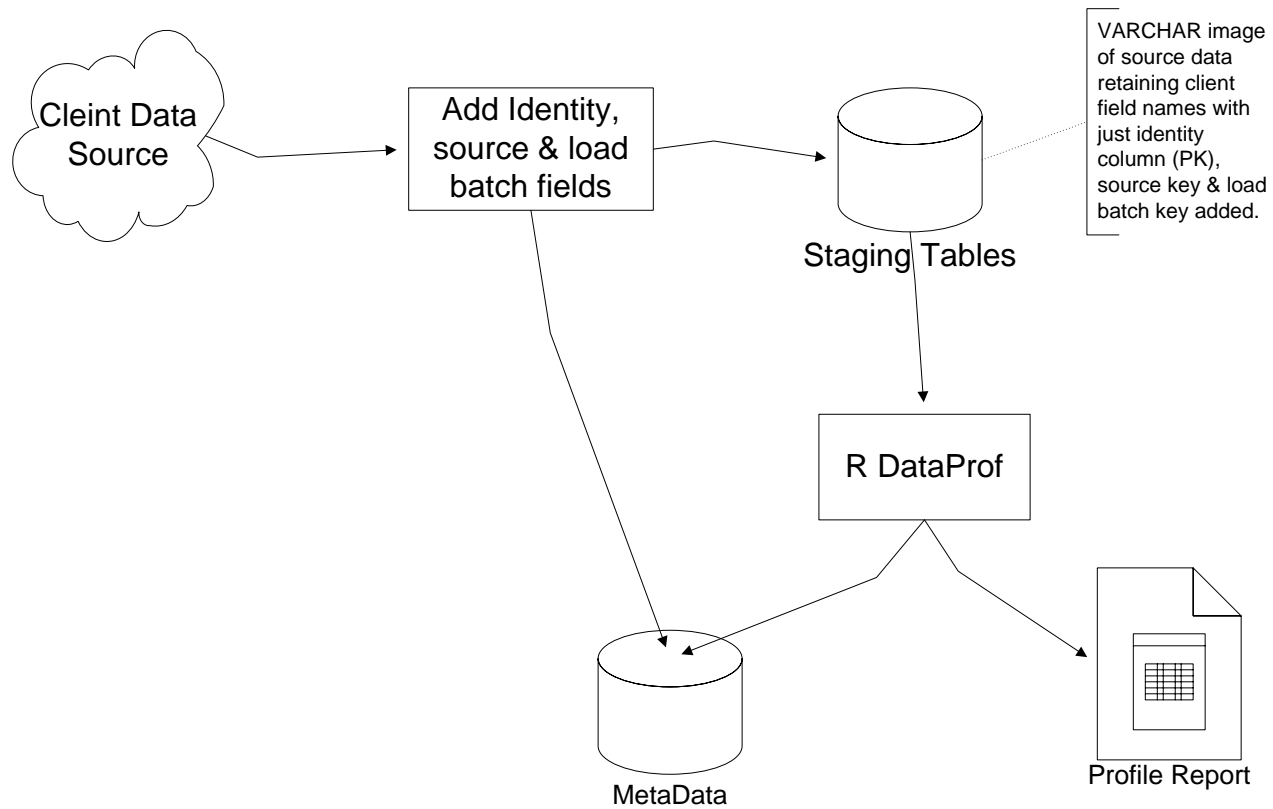 Cleint Data
Source
Add Identity,
source & load
batch fields
VARCHAR image
of source data
retaining client
field names with
just identity
column (PK),
source key & load
batch key added.
Staging Tables
R DataProf
MetaData
Profile Report